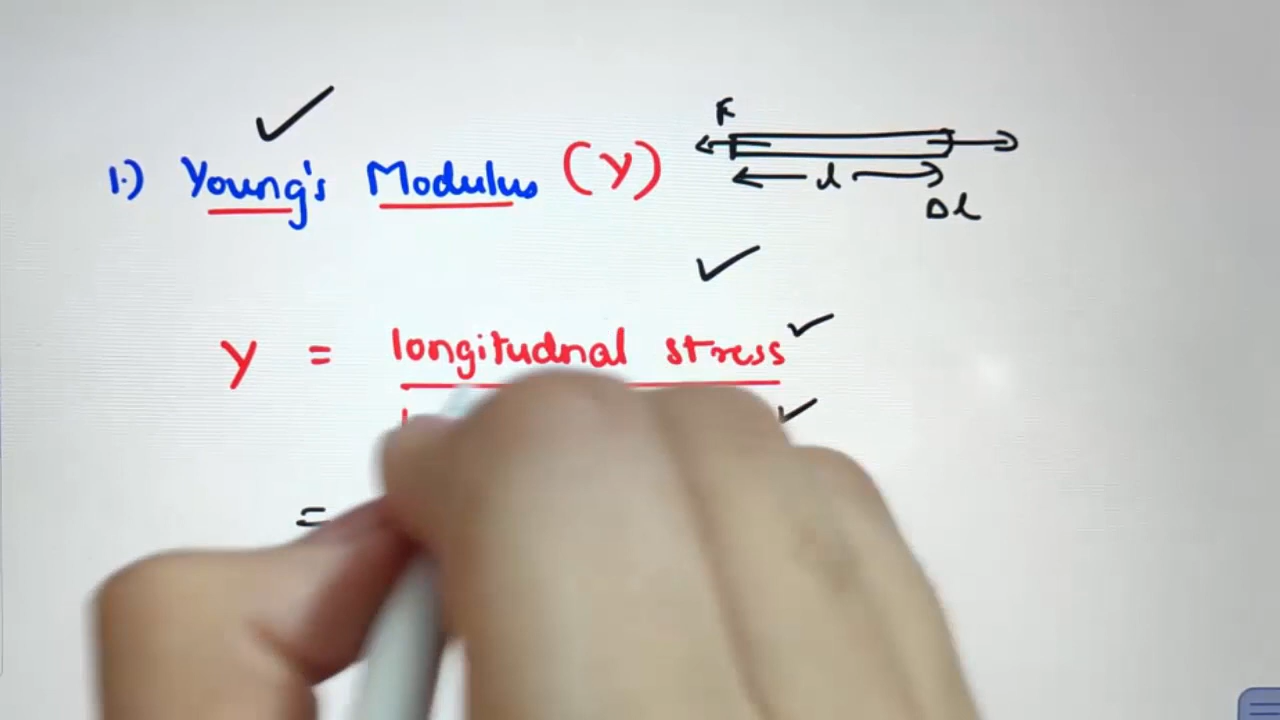 1.) Young's Modulus (Y)
F
l
Δl
Y = longitudnal stress
=